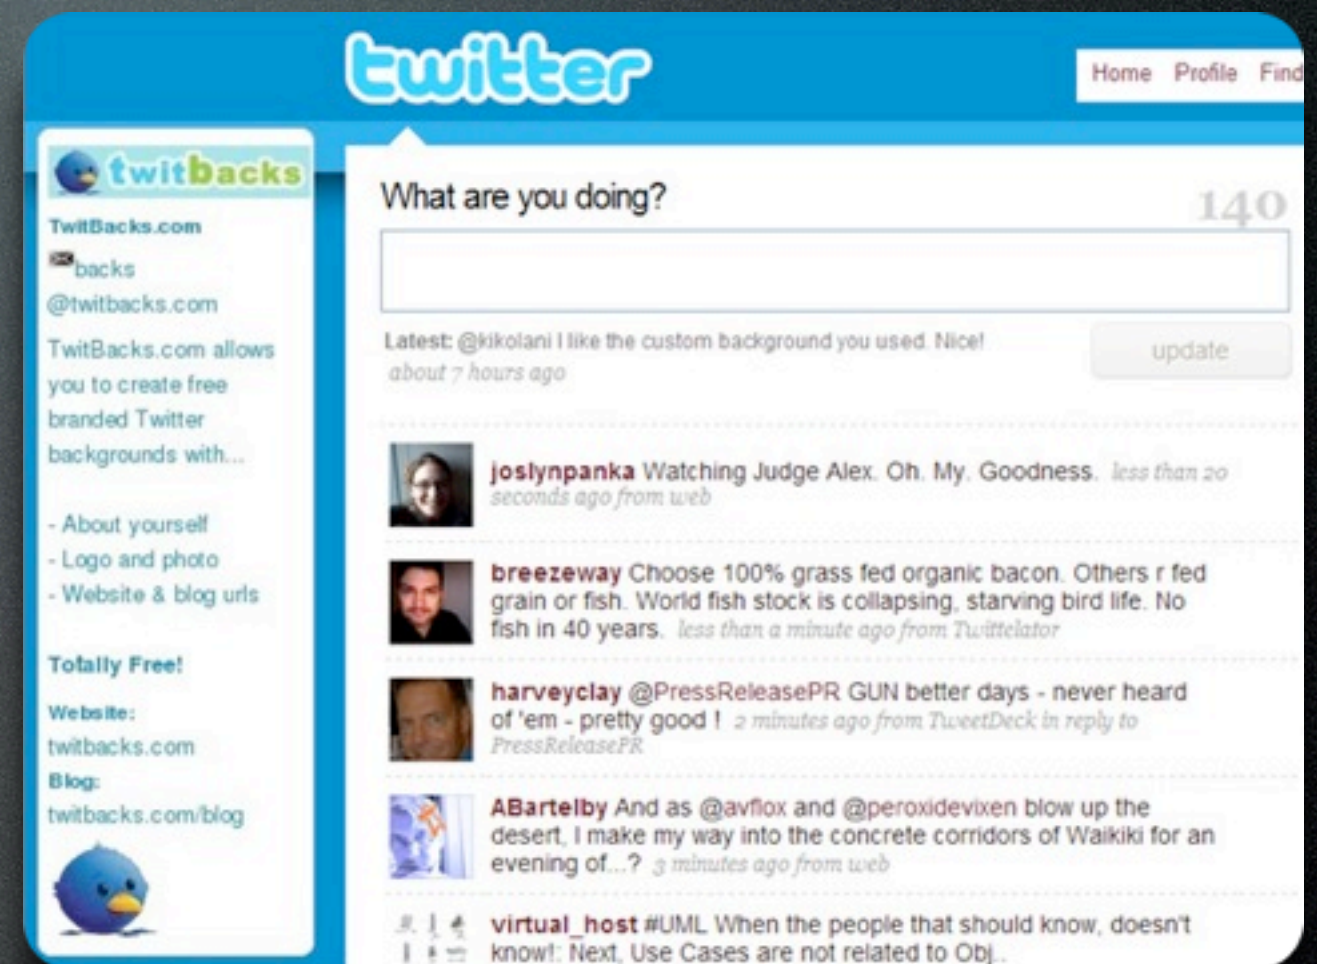 twitter
Home Profile Find
twitbacks
TwitBacks.com
backs
@twitbacks.com
TwitBacks.com allows
you to create free
branded Twitter
backgrounds with...
- About yourself
- Logo and photo
- Website & blog urls
Totally Free!
Website:
twitbacks.com
Blog:
twitbacks.com/blog
What are you doing?
140
Latest: @kikolani I like the custom background you used. Nice!
about 7 hours ago
update
joslynpanka Watching Judge Alex. Oh. My. Goodness. less than 20
seconds ago from web
breezeway Choose 100% grass fed organic bacon. Others r fed
grain or fish. World fish stock is collapsing, starving bird life. No
fish in 40 years. less than a minute ago from Twittelator
harveyclay @PressReleasePR GUN better days - never heard
of 'em - pretty good ! 2 minutes ago from TweetDeck in reply to
PressReleasePR
ABartelby And as @avflox and @peroxidevixen blow up the
desert, I make my way into the concrete corridors of Waikiki for an
evening of...? 3 minutes ago from web
virtual_host #UML When the people that should know, doesn't
know!: Next, Use Cases are not related to Obj..